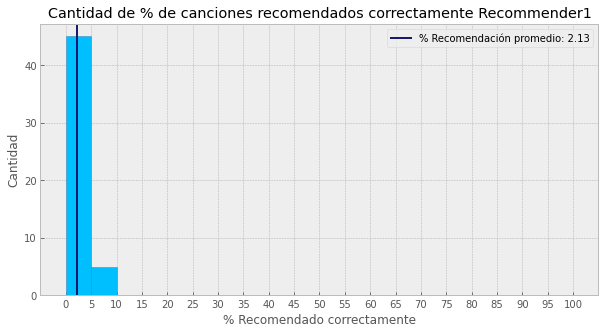 Cantidad de % de canciones recomendados correctamente Recommender1
% Recomendación promedio: 2.13
Cantidad
40
30
20
10
0
0 5 10 15 20 25 30 35 40 45 50 55 60 65 70 75 80 85 90 95 100
% Recomendado correctamente